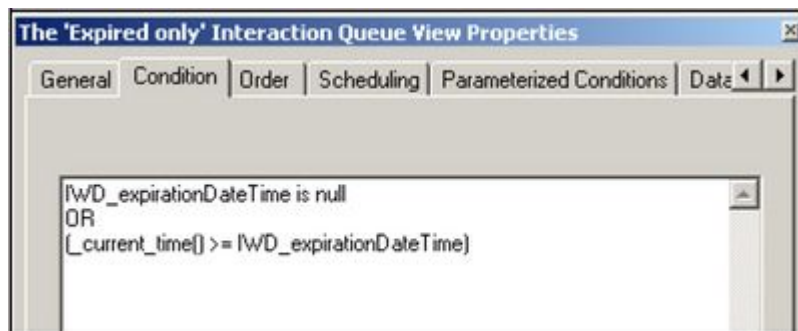 The 'Expired only' Interaction Queue View Properties
General Condition Order Scheduling Parameterized Conditions Data
IWD_expirationDateTime is null
OR
(_current_time() >= IWD_expirationDateTime)